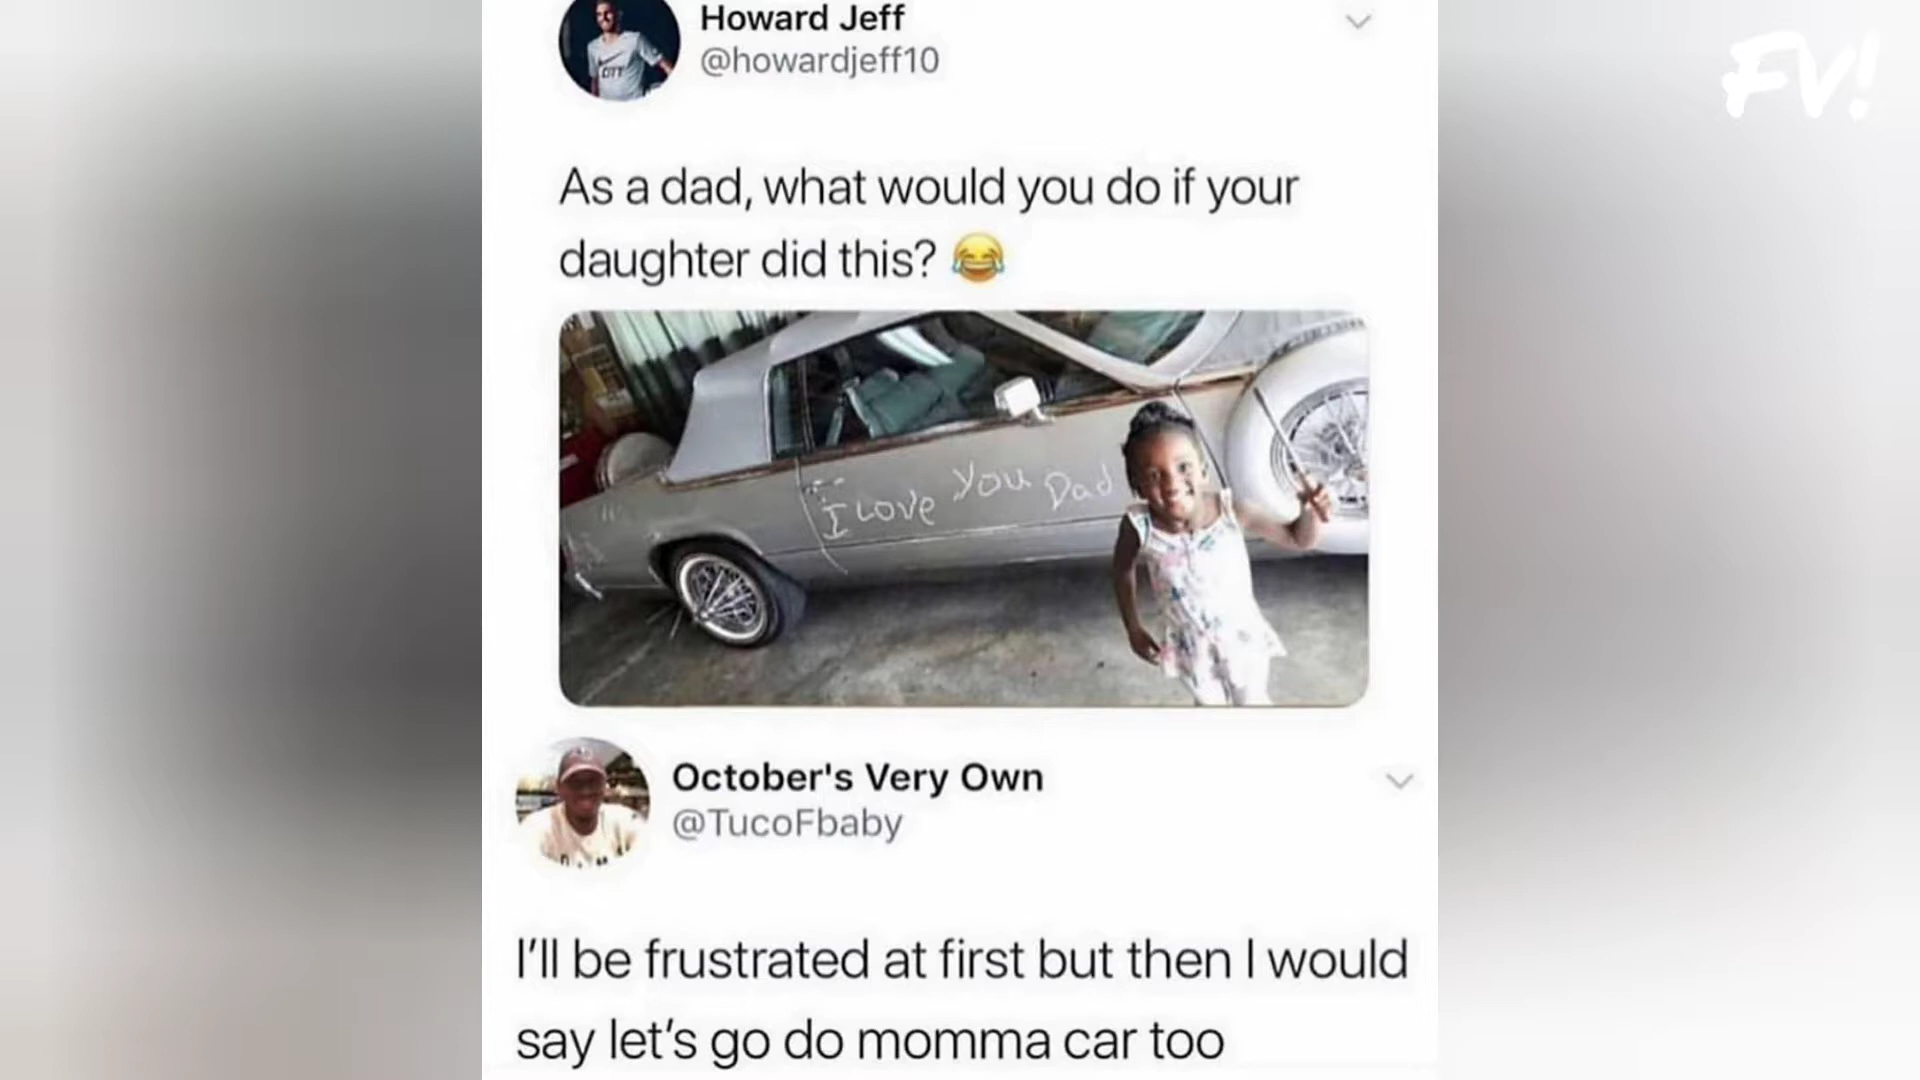 Howard Jeff
@howardjeff10
FV!
As a dad, what would you do if your
daughter did this? 😂
I Love You Dad
October's Very Own
@TucoFbaby
I'll be frustrated at first but then I would
say let's go do momma car too